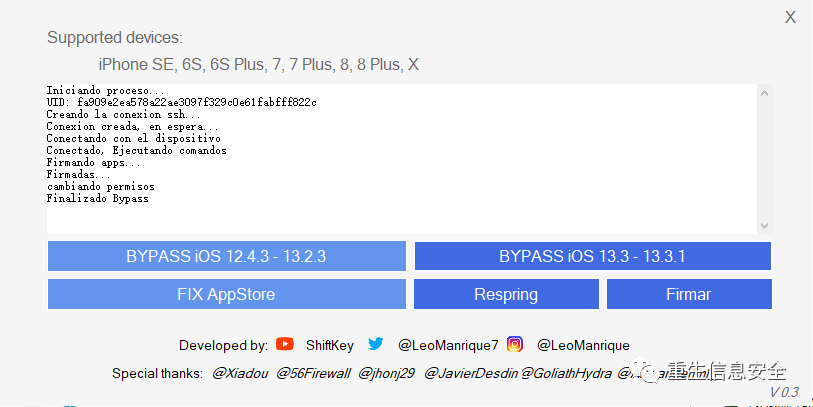 X
Supported devices:
iPhone SE, 6S, 6S Plus, 7, 7 Plus, 8, 8 Plus, X
Iniciando proceso...
UID: fa909e2ea578a22ae3097f329c0e61fabfff822c
Creando la conexion ssh...
Conexion creada, en espera...
Conectando con el dispositivo
Conectado, Ejecutando comandos
Firmando apps...
Firmadas...
cambiando permisos
Finalizado Bypass
BYPASS iOS 12.4.3 - 13.2.3 BYPASS iOS 13.3 - 13.3.1
FIX AppStore Respring Firmar
Developed by: ShiftKey @LeoManrique7 @LeoManrique
Special thanks: @Xiadou @56Firewall @jhonj29 @JavierDesdin @GoliathHydra
重生信息安全
V 0.3